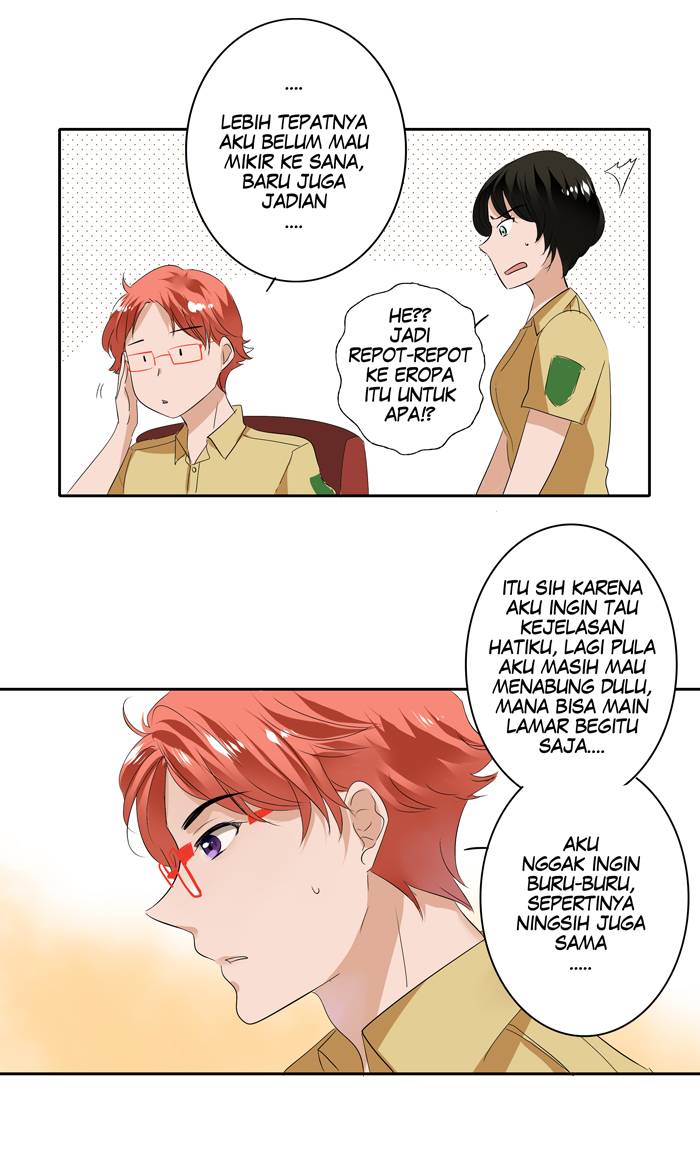 ....
LEBIH TEPATNYA
AKU BELUM MAU
MIKIR KE SANA,
BARU JUGA
JADIAN
....
HE??
JADI
REPOT-REPOT
KE EROPA
ITU UNTUK
APA!?
ITU SIH KARENA
AKU INGIN TAU
KEJELASAN
HATIKU, LAGI PULA
AKU MASIH MAU
MENABUNG DULU,
MANA BISA MAIN
LAMAR BEGITU
SAJA....
AKU
NGGAK INGIN
BURU-BURU,
SEPERTINYA
NINGSIH JUGA
SAMA
.....